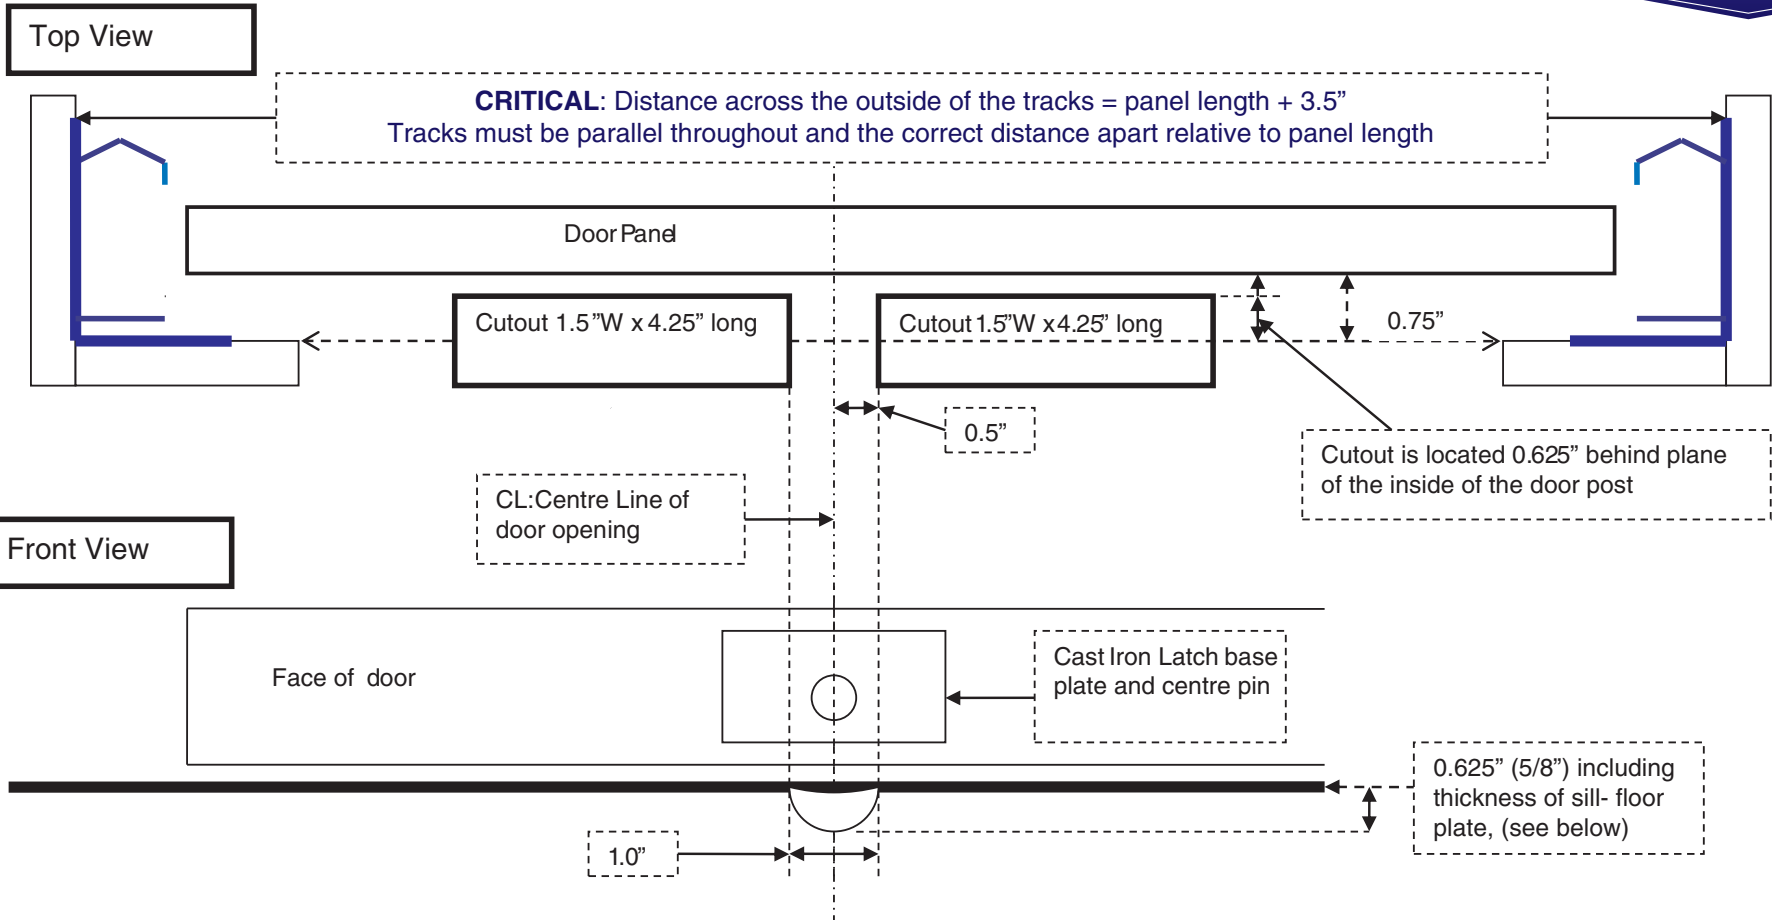 Top View
CRITICAL: Distance across the outside of the tracks = panel length + 3.5”
Tracks must be parallel throughout and the correct distance apart relative to panel length
Door Panel
Cutout 1.5”W x 4.25” long
Cutout 1.5”W x 4.25” long
0.75”
0.5”
Cutout is located 0.625” behind plane
of the inside of the door post
CL:Centre Line of
door opening
Front View
Face of door
Cast Iron Latch base
plate and centre pin
0.625” (5/8”) including
thickness of sill- floor
plate, (see below)
1.0”